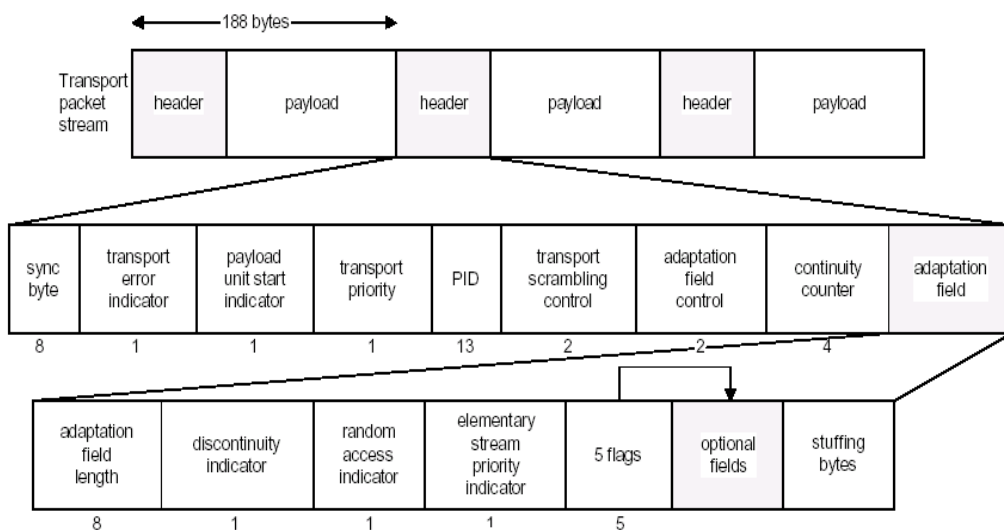 188 bytes
Transport
packet
stream
header
payload
header
payload
header
payload
sync
byte
transport
error
indicator
payload
unit start
indicator
transport
priority
PID
transport
scrambling
control
adaptation
field
control
continuity
counter
adaptation
field
8
1
1
1
13
2
2
4
adaptation
field
length
discontinuity
indicator
random
access
indicator
elementary
stream
priority
indicator
5 flags
optional
fields
stuffing
bytes
8
1
1
1
5